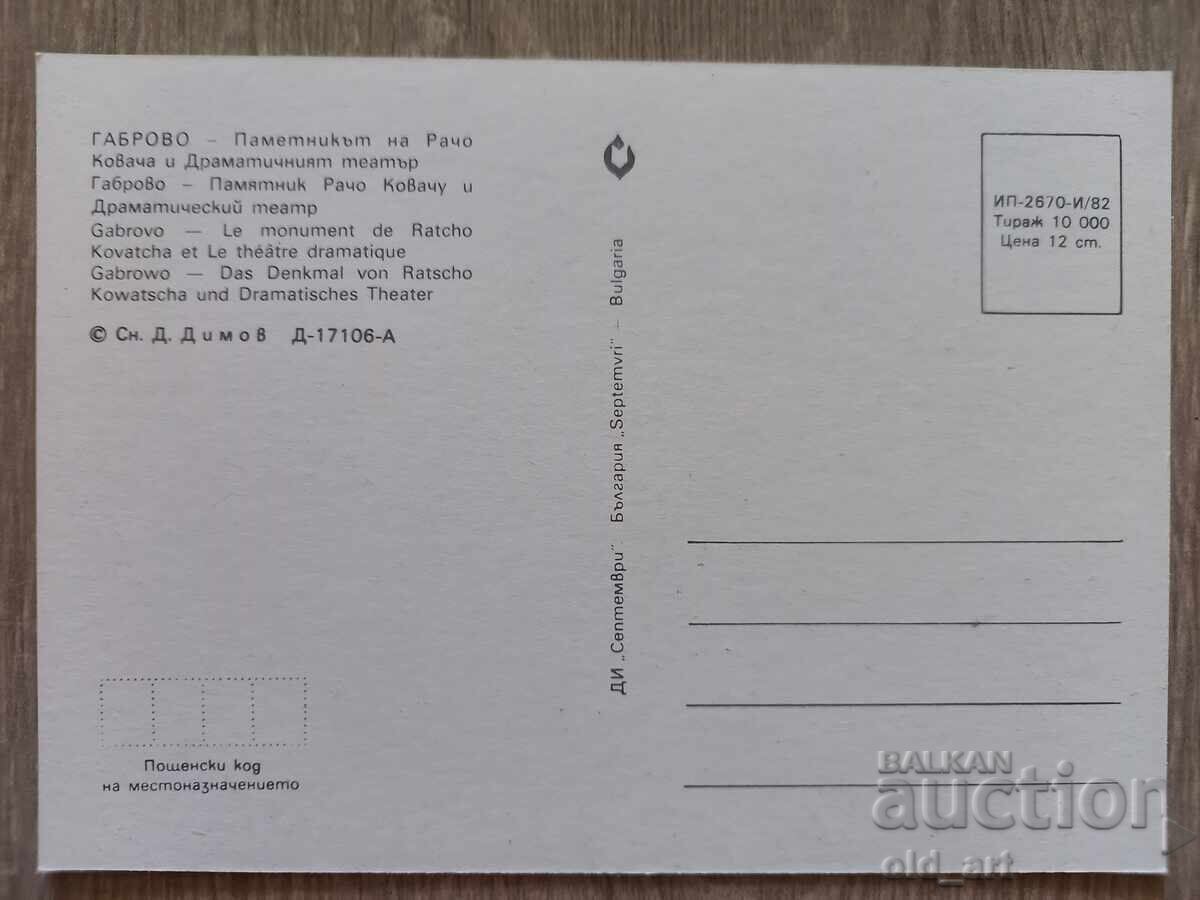 ГАБРОВО – Паметникът на Рачо
Ковача и Драматичният театър
Габрово – Памятник Рачо Ковачу и
Драматический театр
Gabrovo — Le monument de Ratcho
Kovatcha et Le théâtre dramatique
Gabrowo — Das Denkmal von Ratscho
Kowatscha und Dramatisches Theater
© Сн. Д. Димов Д-17106-А
Пощенски код
на местоназначението
ДИ „Септември“. България „Septemvri“ – Bulgaria
ИП-2670-И/82
Тираж 10 000
Цена 12 ст.
BALKAN
auction
old_art